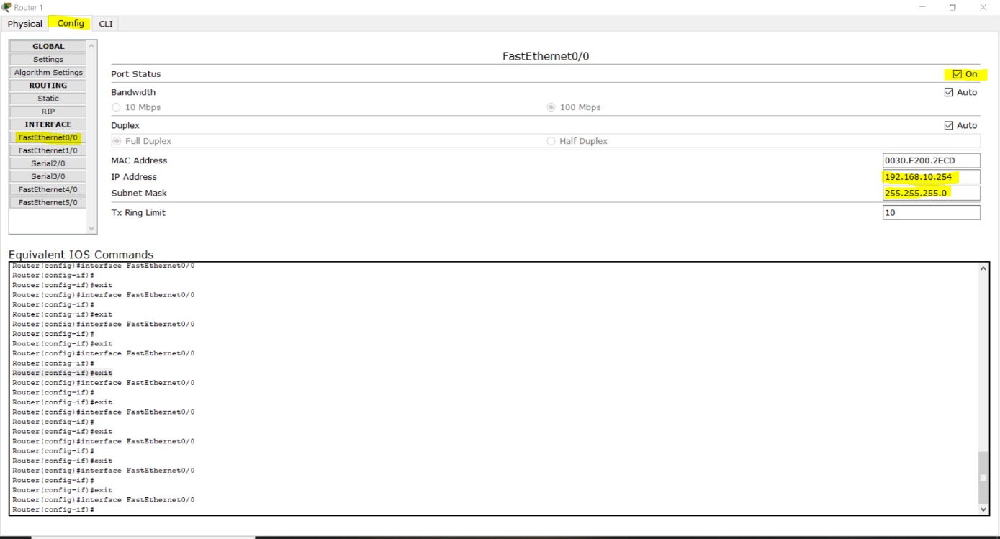 Router 1
Physical Config CLI
GLOBAL
Settings
Algorithm Settings
ROUTING
Static
RIP
INTERFACE
FastEthernet0/0
FastEthernet1/0
Serial2/0
Serial3/0
FastEthernet4/0
FastEthernet5/0
FastEthernet0/0
Port Status On
Bandwidth Auto
10 Mbps 100 Mbps
Duplex Auto
Full Duplex Half Duplex
MAC Address 0030.F200.2ECD
IP Address 192.168.10.254
Subnet Mask 255.255.255.0
Tx Ring Limit 10
Equivalent IOS Commands
Router(config)#interface FastEthernet0/0
Router(config-if)#
Router(config-if)#exit
Router(config)#interface FastEthernet0/0
Router(config-if)#
Router(config-if)#exit
Router(config)#interface FastEthernet0/0
Router(config-if)#
Router(config-if)#exit
Router(config)#interface FastEthernet0/0
Router(config-if)#
Router(config-if)#exit
Router(config)#interface FastEthernet0/0
Router(config-if)#
Router(config-if)#exit
Router(config)#interface FastEthernet0/0
Router(config-if)#
Router(config-if)#exit
Router(config)#interface FastEthernet0/0
Router(config-if)#
Router(config-if)#exit
Router(config)#interface FastEthernet0/0
Router(config-if)#
Router(config-if)#exit
Router(config)#interface FastEthernet0/0
Router(config-if)#